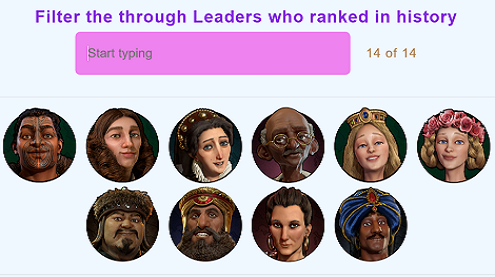 Filter the through Leaders who ranked in history
Start typing
14 of 14